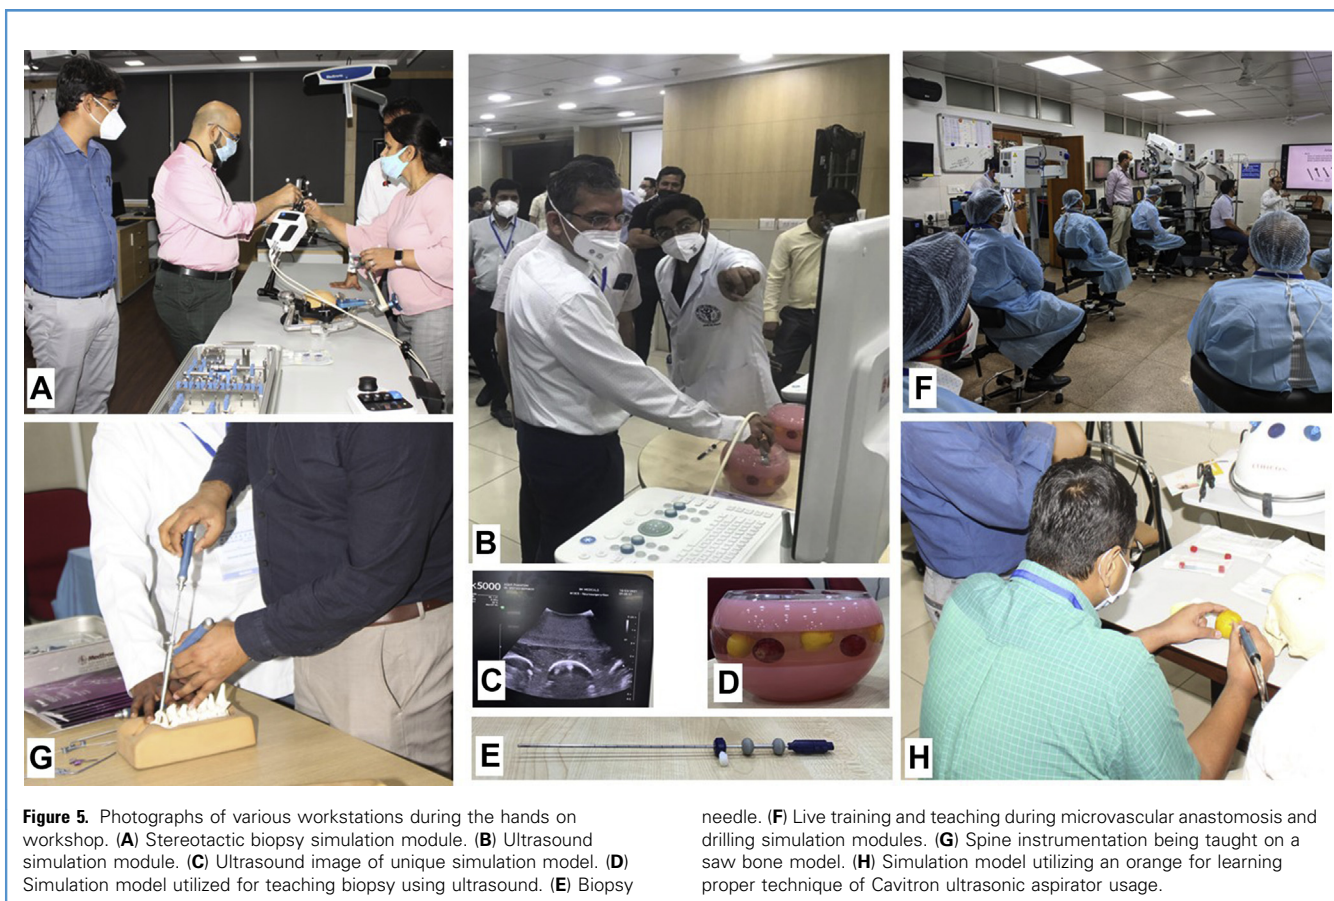 A
B
C
K5000
D
E
F
G
H
Figure 5. Photographs of various workstations during the hands on
workshop. (A) Stereotactic biopsy simulation module. (B) Ultrasound
simulation module. (C) Ultrasound image of unique simulation model. (D)
Simulation model utilized for teaching biopsy using ultrasound. (E) Biopsy
needle. (F) Live training and teaching during microvascular anastomosis and
drilling simulation modules. (G) Spine instrumentation being taught on a
saw bone model. (H) Simulation model utilizing an orange for learning
proper technique of Cavitron ultrasonic aspirator usage.